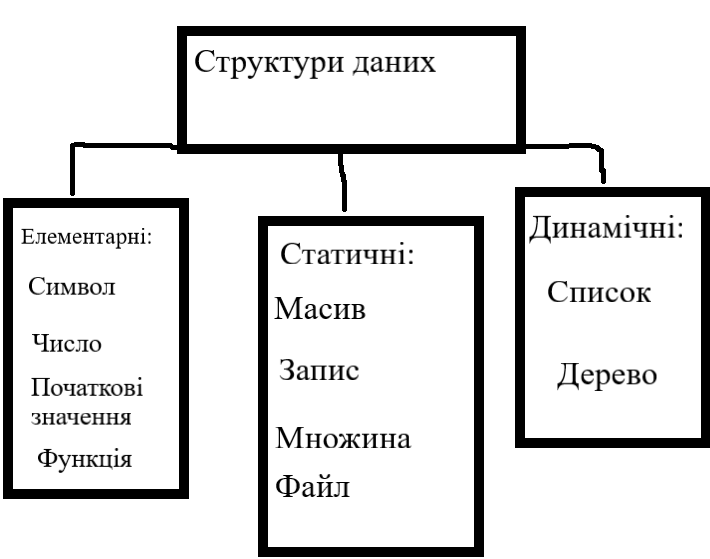 Структури даних
Елементарні:
Символ
Число
Початкові
значення
Функція
Статичні:
Масив
Запис
Множина
Файл
Динамічні:
Список
Дерево